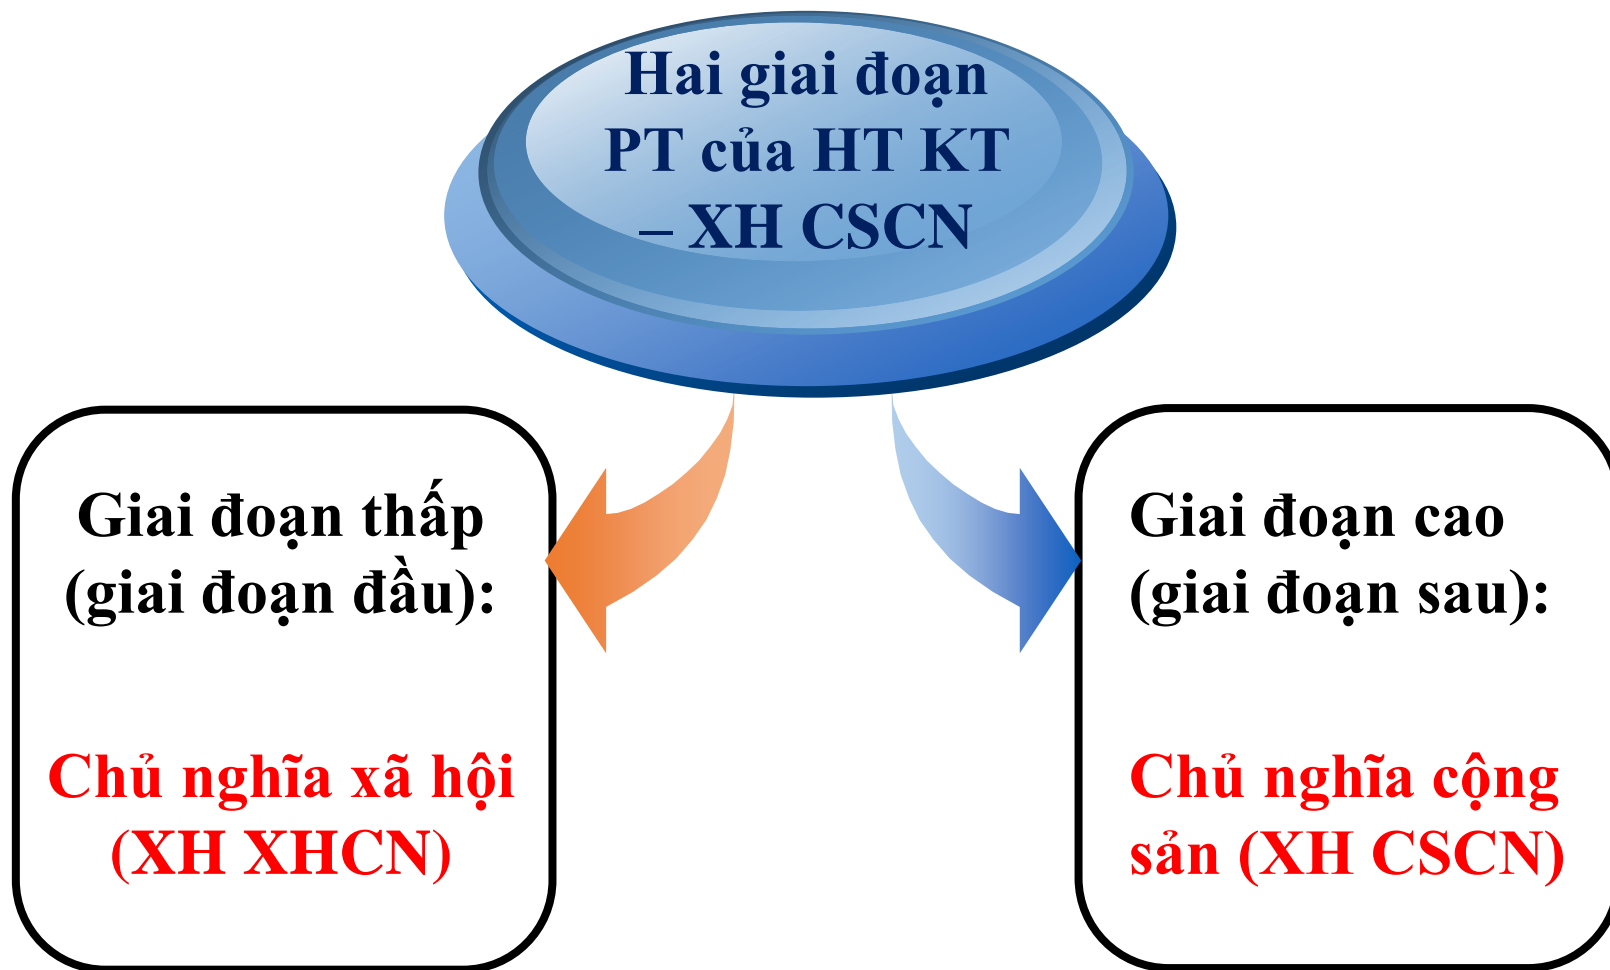 Hai giai đoạn
PT của HT KT
– XH CSCN
Giai đoạn thấp
(giai đoạn đầu):
Chủ nghĩa xã hội
(XH XHCN)
Giai đoạn cao
(giai đoạn sau):
Chủ nghĩa cộng
sản (XH CSCN)